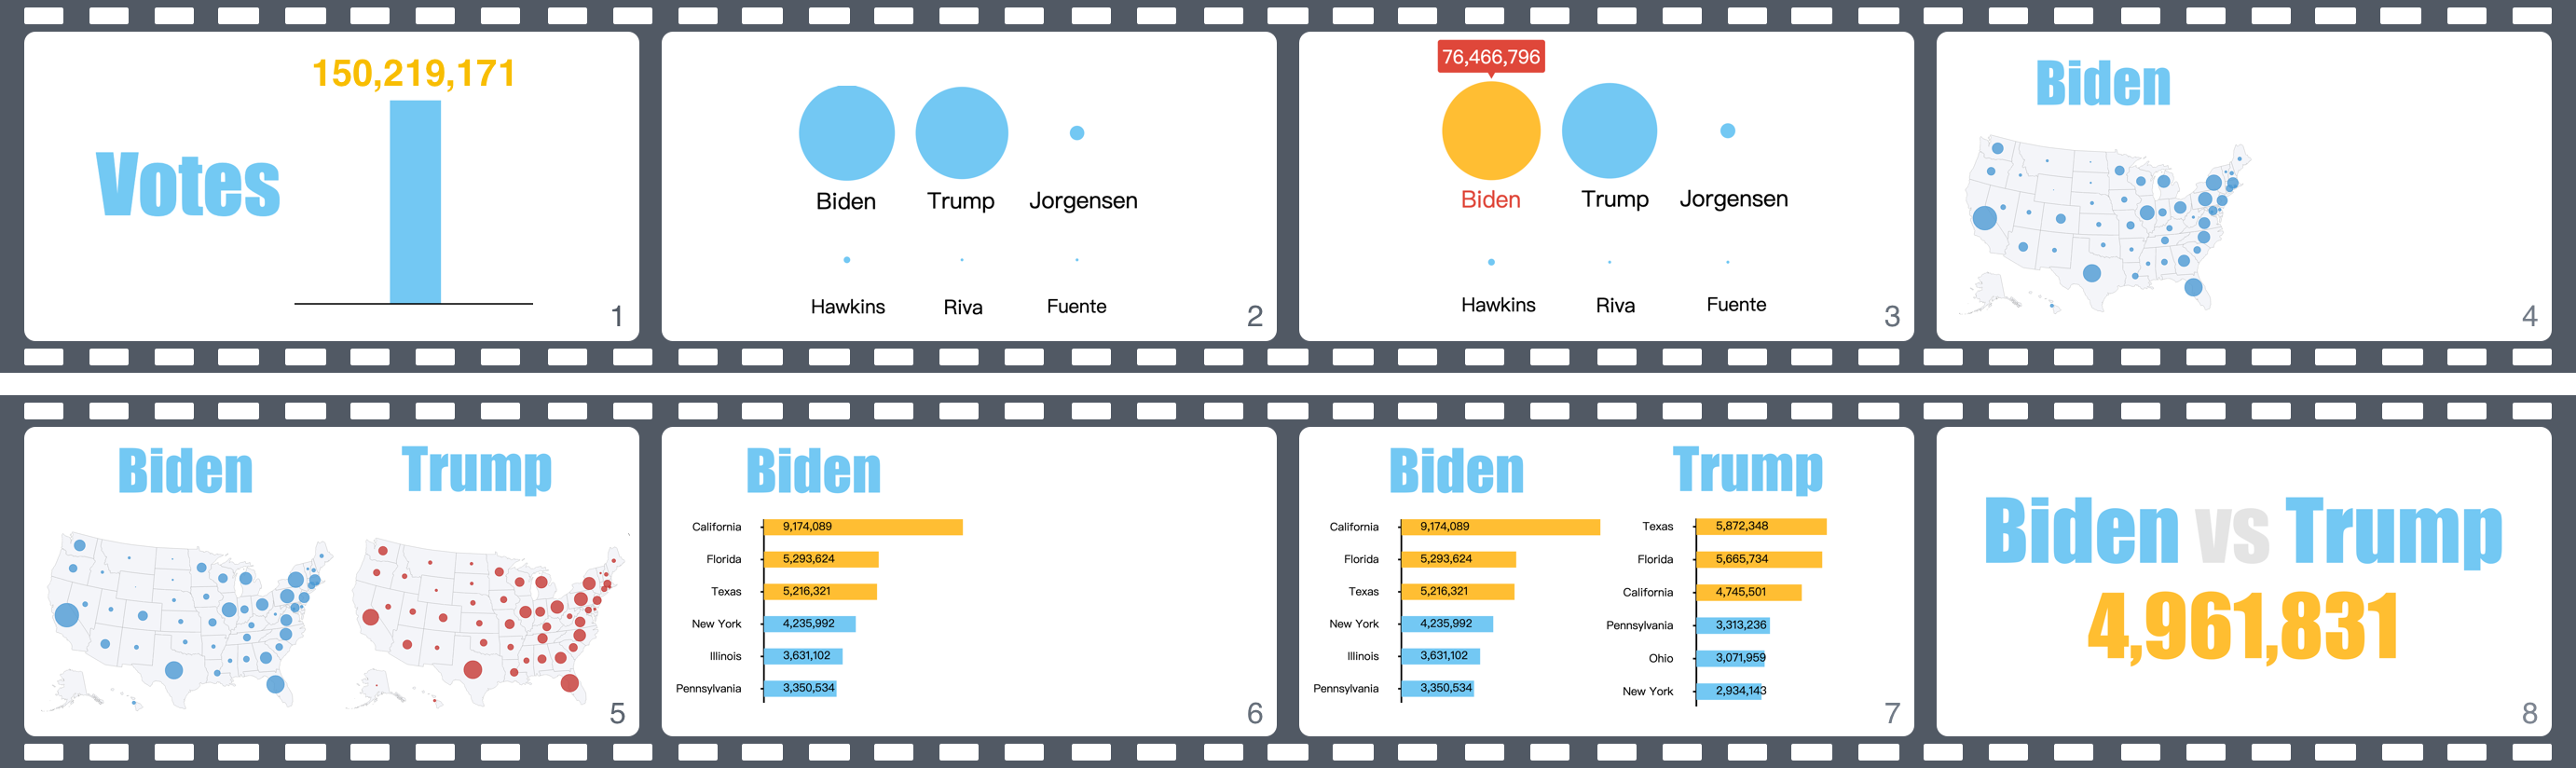 150,219,171
Votes
1
Biden Trump Jorgensen
Hawkins Riva Fuente
2
76,466,796
Biden Trump Jorgensen
Hawkins Riva Fuente
3
Biden
4
Biden Trump
5
Biden
California 9,174,089
Florida 5,293,624
Texas 5,216,321
New York 4,235,992
Illinois 3,631,102
Pennsylvania 3,350,534
6
Biden
California 9,174,089
Florida 5,293,624
Texas 5,216,321
New York 4,235,992
Illinois 3,631,102
Pennsylvania 3,350,534
Trump
Texas 5,872,348
Florida 5,665,734
California 4,745,501
Pennsylvania 3,313,236
Ohio 3,071,959
New York 2,934,143
7
Biden vs Trump
4,961,831
8